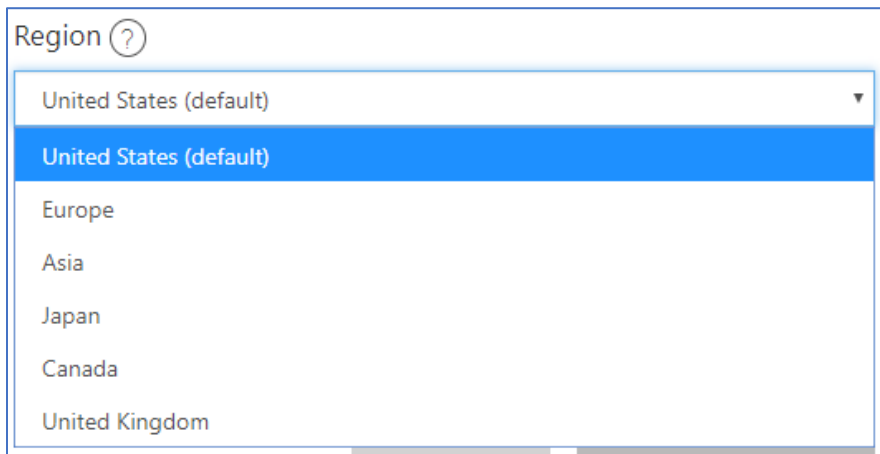 Region ?
United States (default)
United States (default)
Europe
Asia
Japan
Canada
United Kingdom